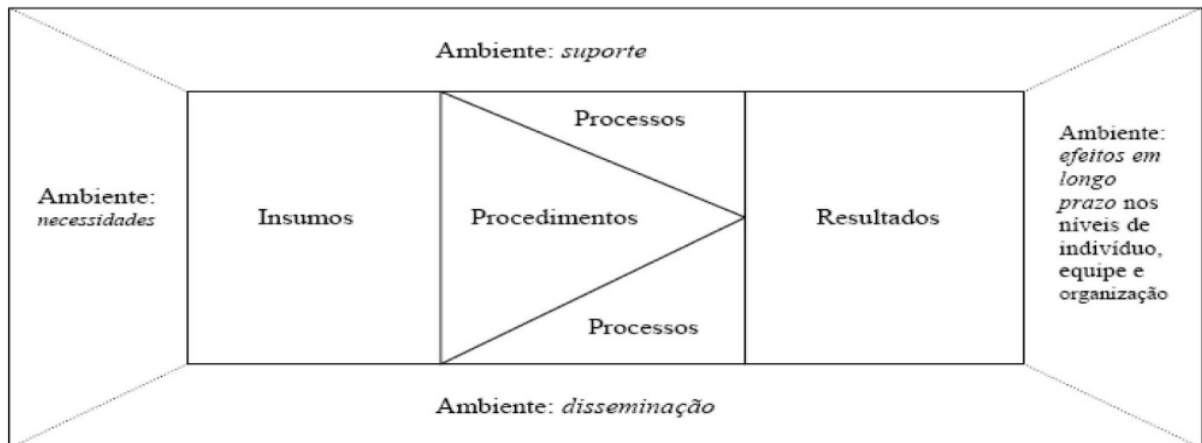 Ambiente: suporte
Processos
Ambiente:
necessidades
Insumos
Procedimentos
Resultados
Ambiente:
efeitos em
longo
prazo nos
níveis de
indivíduo,
equipe e
organização
Processos
Ambiente: disseminação